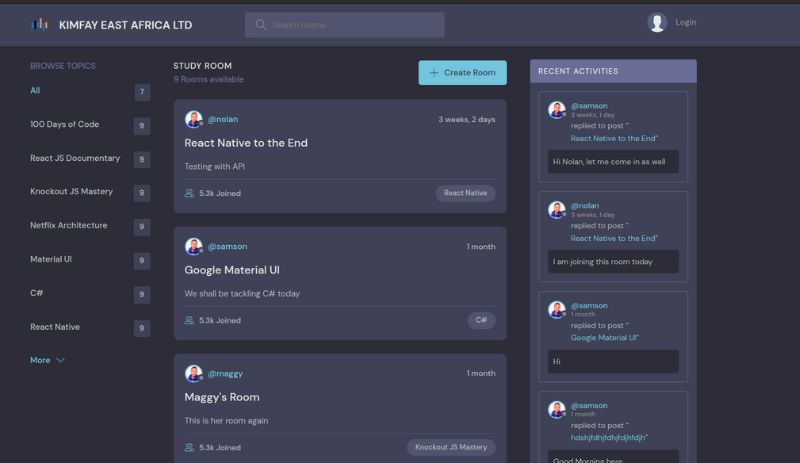 KIMFAY EAST AFRICA LTD
Search rooms
Login
BROWSE TOPICS
All 7
100 Days of Code 9
React JS Documentary 9
Knockout JS Mastery 9
Netflix Architecture 9
Material UI 9
C# 9
React Native 9
More
STUDY ROOM
9 Rooms available
Create Room
@nolan 3 weeks, 2 days
React Native to the End
Testing with API
5.3k Joined React Native
@samson 1 month
Google Material UI
We shall be tackling C# today
5.3k Joined C#
@maggy 1 month
Maggy's Room
This is her room again
5.3k Joined Knockout JS Mastery
RECENT ACTIVITIES
@samson
3 weeks, 1 day
replied to post "
React Native to the End"
Hi Nolan, let me come in as well
@nolan
3 weeks, 1 day
replied to post "
React Native to the End"
I am joining this room today
@samson
1 month
replied to post "
Google Material UI"
Hi
@samson
1 month
replied to post "
hdshjfdhjfdhjfdjhfdjh"
Good Morning here